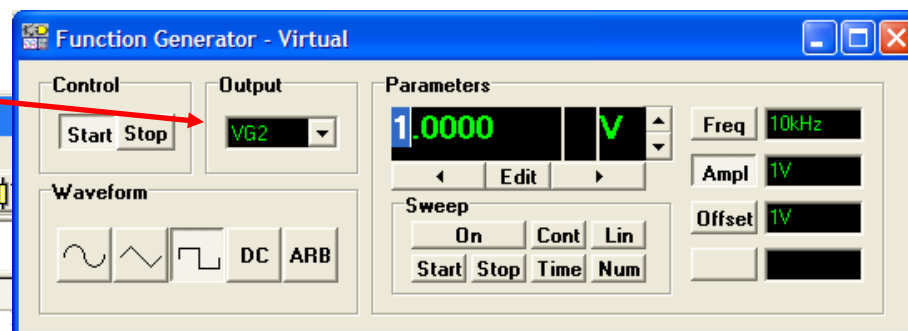 Function Generator - Virtual
Control
Start Stop
Output
VG2
Waveform
DC ARB
Parameters
1.0000 V
Edit
Sweep
On Cont Lin
Start Stop Time Num
Freq 10kHz
Ampl 1V
Offset 1V